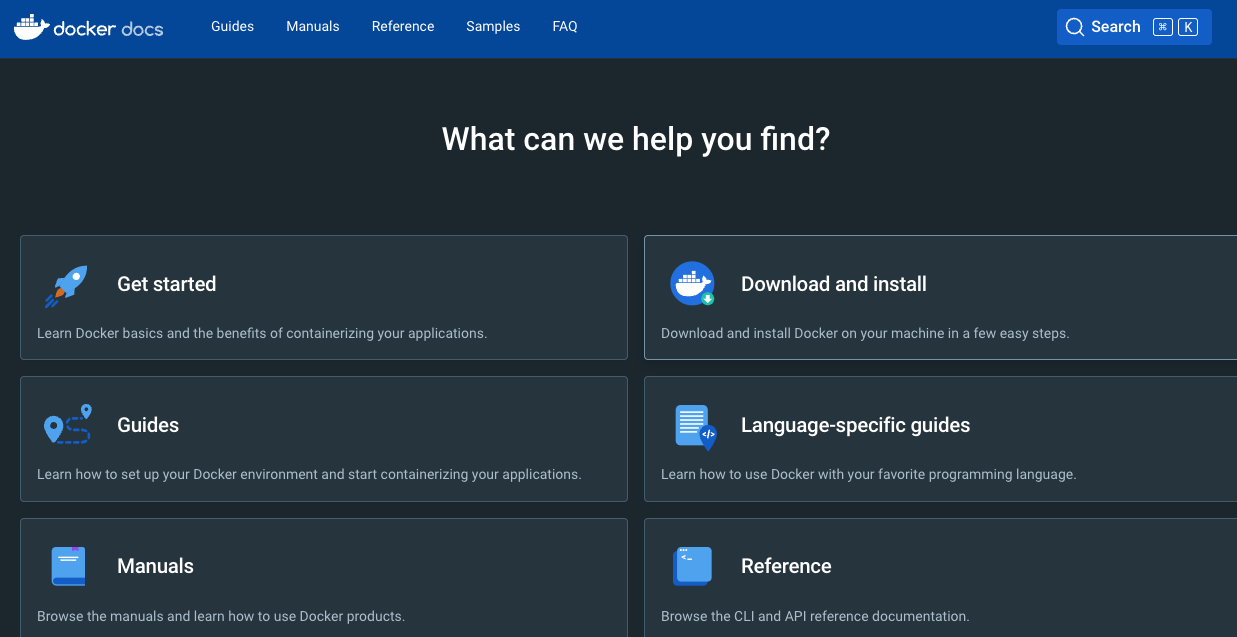 docker docs
Guides
Manuals
Reference
Samples
FAQ
Search ⌘ K
What can we help you find?
Get started
Learn Docker basics and the benefits of containerizing your applications.
Download and install
Download and install Docker on your machine in a few easy steps.
Guides
Learn how to set up your Docker environment and start containerizing your applications.
Language-specific guides
Learn how to use Docker with your favorite programming language.
Manuals
Browse the manuals and learn how to use Docker products.
Reference
Browse the CLI and API reference documentation.